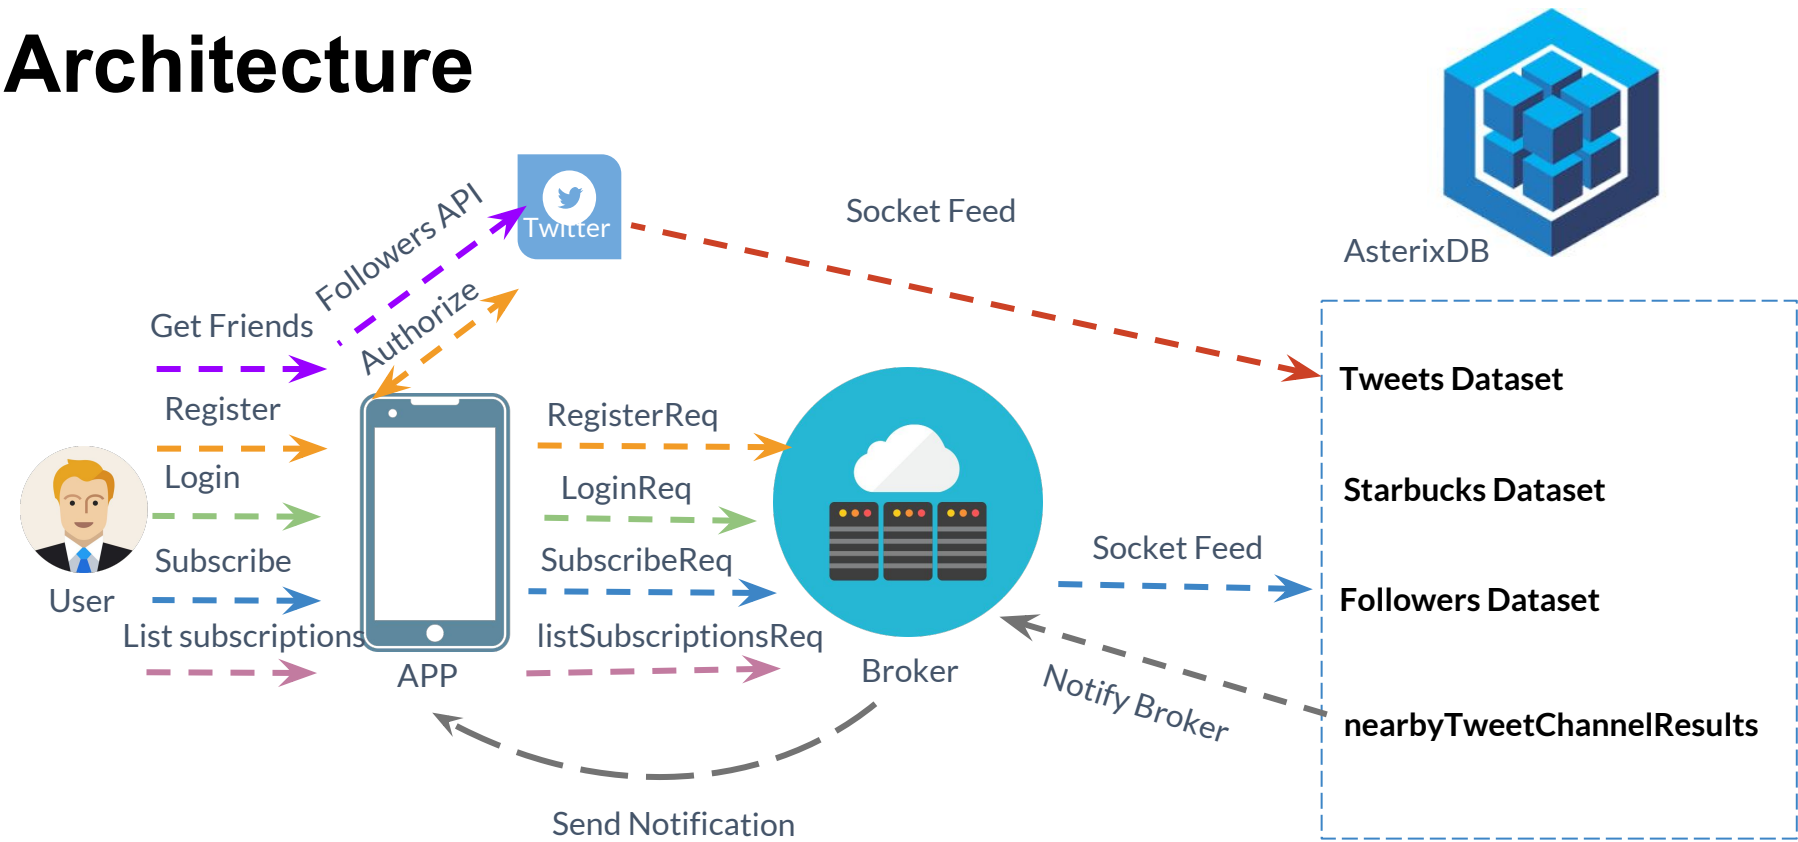 Architecture
Twitter
Followers API
Socket Feed
AsterixDB
Get Friends
Authorize
Register
RegisterReq
Tweets Dataset
Login
LoginReq
Starbucks Dataset
Subscribe
SubscribeReq
Socket Feed
User
Followers Dataset
List subscriptions
listSubscriptionsReq
APP
Broker
Notify Broker
nearbyTweetChannelResults
Send Notification